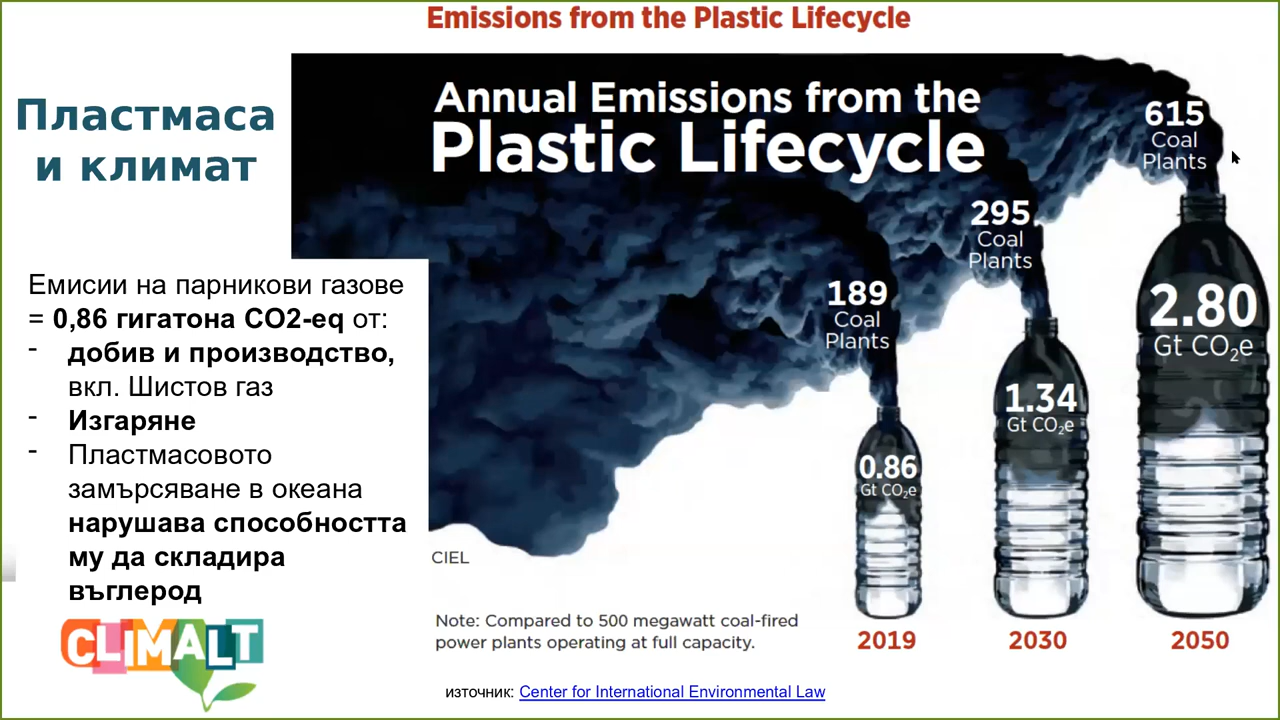 Emissions from the Plastic Lifecycle
Пластмаса
и климат
Annual Emissions from the
Plastic Lifecycle
615
Coal
Plants
295
Coal
Plants
189
Coal
Plants
2.80
Gt CO₂e
1.34
Gt CO₂e
0.86
Gt CO₂e
Емисии на парникови газове
= 0,86 гигатона CO2-eq от:
- добив и производство,
вкл. Шистов газ
- Изгаряне
- Пластмасовото
замърсяване в океана
нарушава способността
му да складира
въглерод
CIEL
Note: Compared to 500 megawatt coal-fired
power plants operating at full capacity.
2019
2030
2050
CLIMALT
източник: Center for International Environmental Law